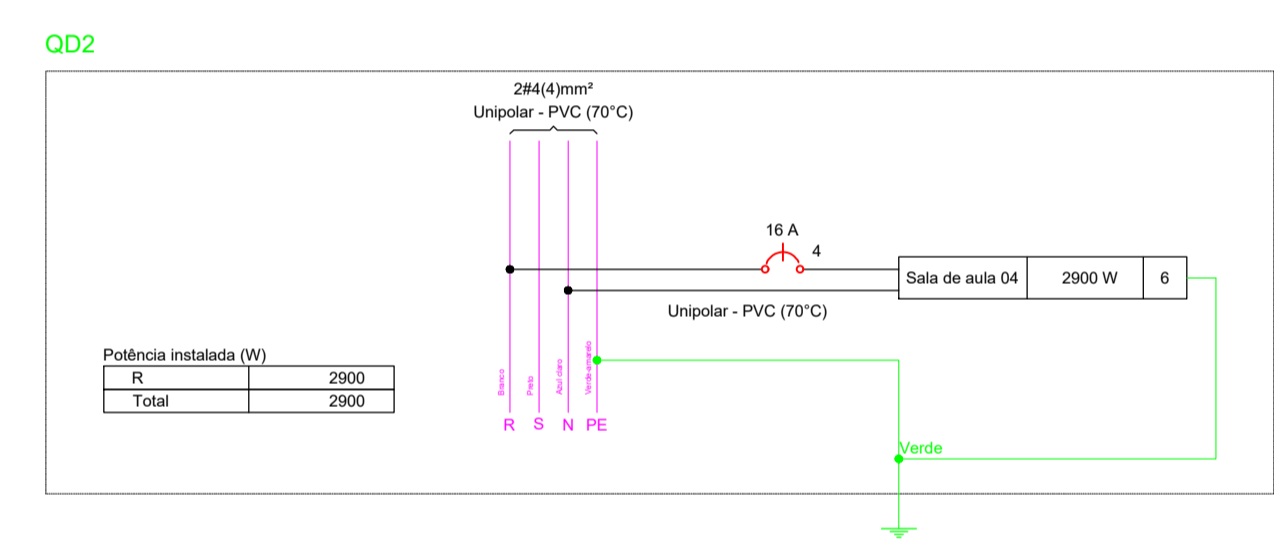 QD2
2#4(4)mm²
Unipolar - PVC (70°C)
16 A
4
Sala de aula 04 2900 W 6
Unipolar - PVC (70°C)
Potência instalada (W)
R 2900
Total 2900
Branco
Preto
Azul claro
Verde-amarelo
R S N PE
Verde